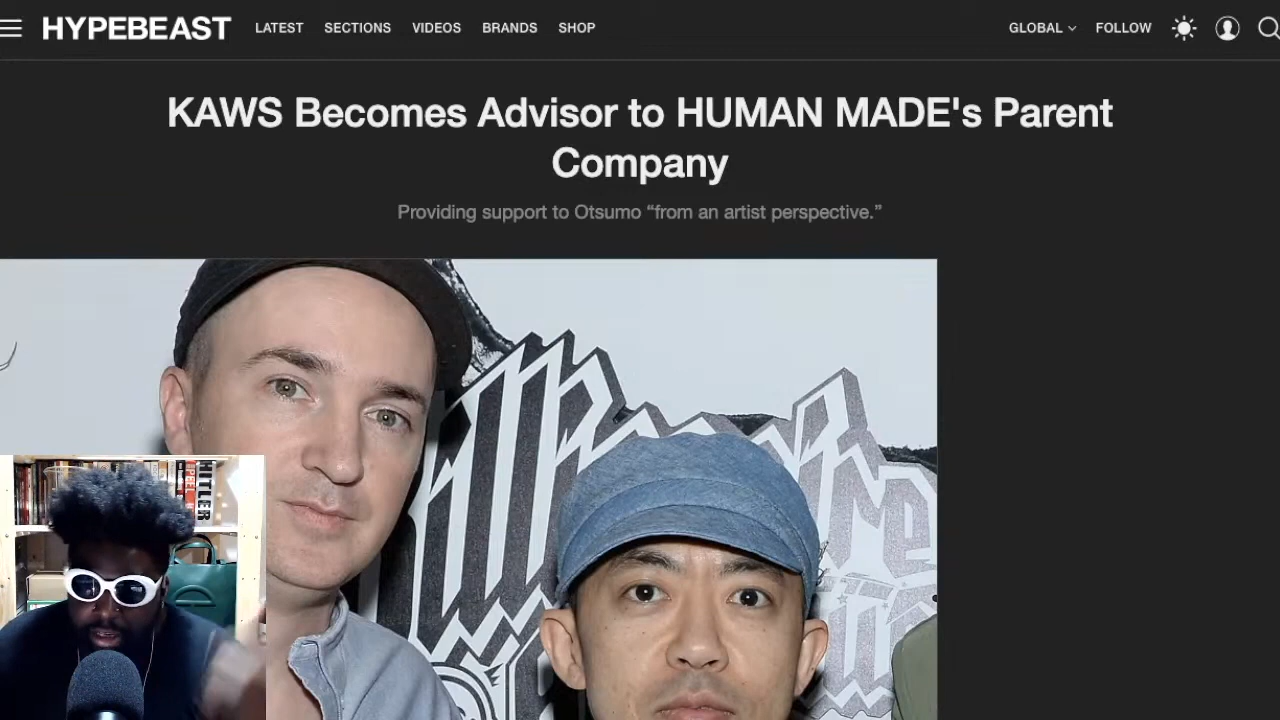 HYPEBEAST LATEST SECTIONS VIDEOS BRANDS SHOP GLOBAL FOLLOW
KAWS Becomes Advisor to HUMAN MADE's Parent
Company
Providing support to Otsumo “from an artist perspective.”
HITLER